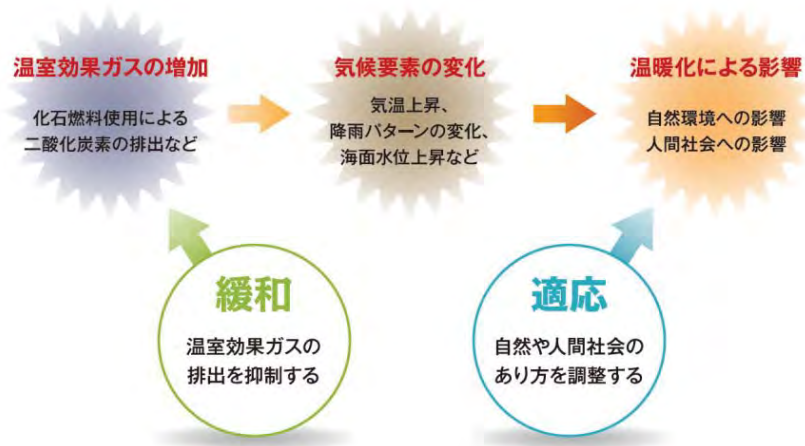 温室効果ガスの増加
化石燃料使用による
二酸化炭素の排出など
気候要素の変化
気温上昇、
降雨パターンの変化、
海面水位上昇など
温暖化による影響
自然環境への影響
人間社会への影響
緩和
温室効果ガスの
排出を抑制する
適応
自然や人間社会の
あり方を調整する